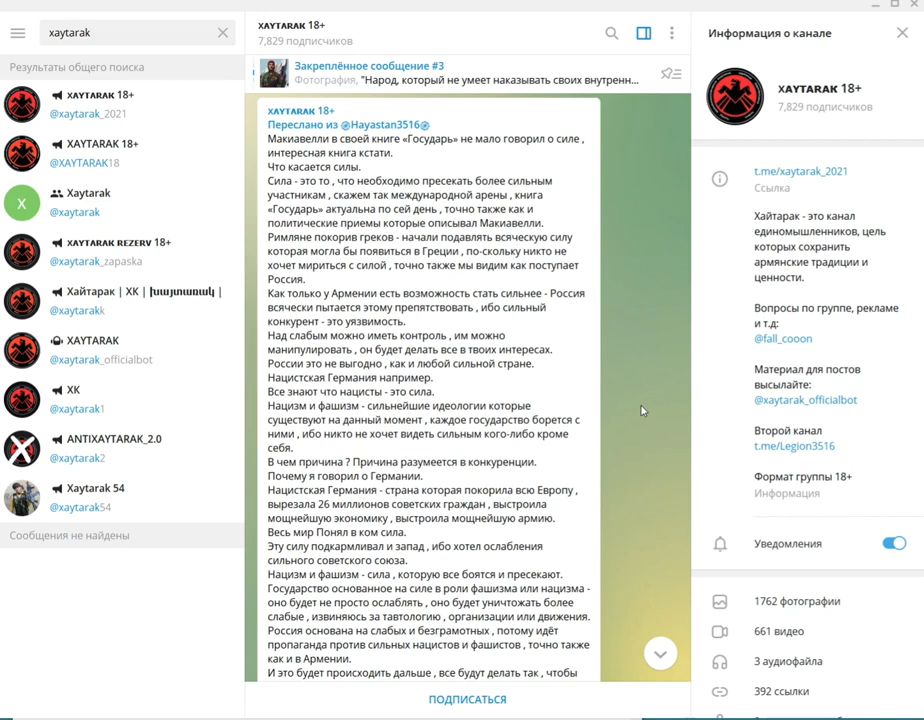 xaytarak
Результаты общего поиска
XAYTARAK 18+
@xaytarak_2021
XAYTARAK 18+
@XAYTARAK18
X
Xaytarak
@xaytarak
XAYTARAK REZERV 18+
@xaytarak_zapaska
Хайтарак | ХК | խայտառակ |
@xaytarakk
XAYTARAK
@xaytarak_officialbot
ХК
@xaytarak1
ANTIXAYTARAK_2.0
@xaytarak2
Xaytarak 54
@xaytarak54
Сообщения не найдены
XAYTARAK 18+
7,829 подписчиков
Закреплённое сообщение #3
Фотография, "Народ, который не умеет наказывать своих внутренн...
XAYTARAK 18+
Переслано из @Hayastan3516
Макиавелли в своей книге «Государь» не мало говорил о силе ,
интересная книга кстати.
Что касается силы.
Сила - это то , что необходимо пресекать более сильным
участникам , скажем так международной арены , книга
«Государь» актуальна по сей день , точно также как и
политические приемы которые описывал Макиавелли.
Римляне покорив греков - начали подавлять всяческую силу
которая могла бы появиться в Греции , по-скольку никто не
хочет мириться с силой , точно также мы видим как поступает
Россия.
Как только у Армении есть возможность стать сильнее - Россия
всячески пытается этому препятствовать , ибо сильный
конкурент - это уязвимость.
Над слабым можно иметь контроль , им можно
манипулировать , он будет делать все в твоих интересах.
России это не выгодно , как и любой сильной стране.
Нацистская Германия например.
Все знают что нацисты - это сила.
Нацизм и фашизм - сильнейшие идеологии которые
существуют на данный момент , каждое государство борется с
ними , ибо никто не хочет видеть сильным кого-либо кроме
себя.
В чем причина ? Причина разумеется в конкуренции.
Почему я говорил о Германии.
Нацистская Германия - страна которая покорила всю Европу ,
вырезала 26 миллионов советских граждан , выстроила
мощнейшую экономику , выстроила мощнейшую армию.
Весь мир Понял в ком сила.
Эту силу подкармливал и запад , ибо хотел ослабления
сильного советского союза.
Нацизм и фашизм - сила , которую все боятся и пресекают.
Государство основанное на силе в роли фашизма или нацизма -
оно будет не просто ослаблять , оно будет уничтожать более
слабые , извиняюсь за тавтологию , организации или движения.
Россия основана на слабых и безграмотных , потому идёт
пропаганда против сильных нацистов и фашистов , точно также
как и в Армении.
И это будет происходить дальше , все будут делать так , чтобы
ПОДПИСАТЬСЯ
Информация о канале
XAYTARAK 18+
7,829 подписчиков
t.me/xaytarak_2021
Ссылка
Хайтарак - это канал
единомышленников, цель
которых сохранить
армянские традиции и
ценности.
Вопросы по группе, рекламе
и т.д:
@fall_cooon
Материал для постов
высылайте:
@xaytarak_officialbot
Второй канал
t.me/Legion3516
Формат группы 18+
Информация
Уведомления
1762 фотографии
661 видео
3 аудиофайла
392 ссылки